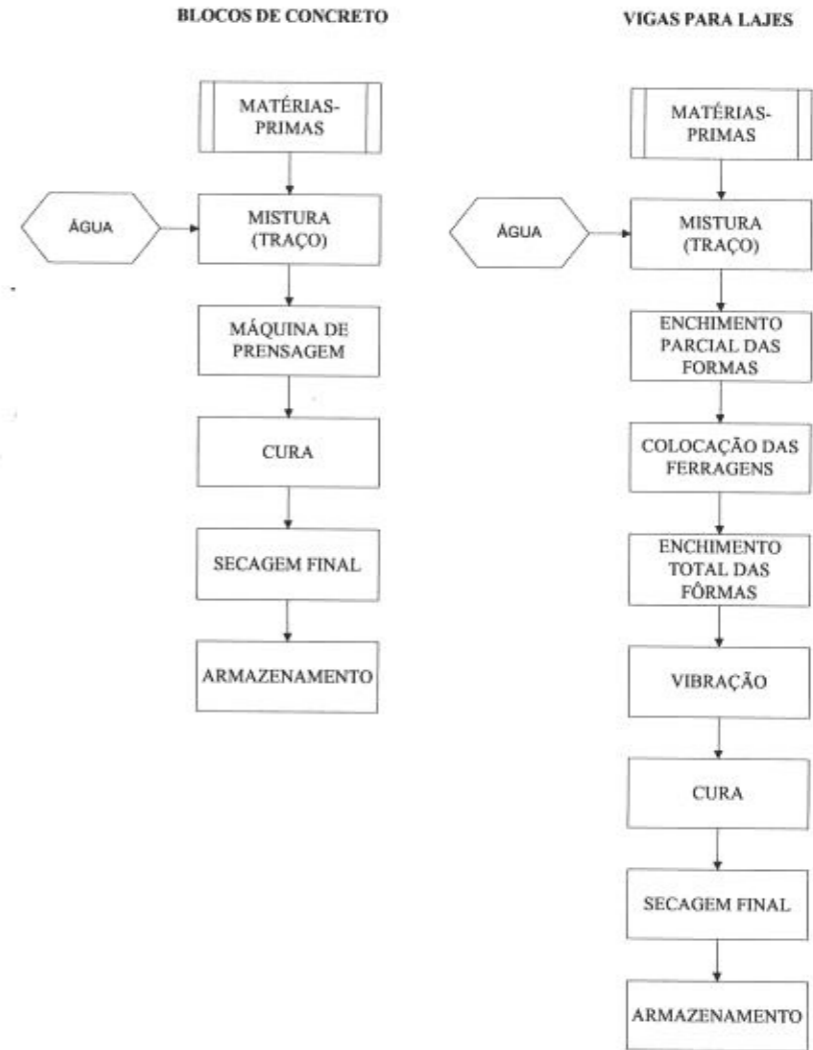 BLOCOS DE CONCRETO
MATÉRIAS-
PRIMAS
ÁGUA
MISTURA
(TRAÇO)
MÁQUINA DE
PRENSAGEM
CURA
SECAGEM FINAL
ARMAZENAMENTO
VIGAS PARA LAJES
MATÉRIAS-
PRIMAS
ÁGUA
MISTURA
(TRAÇO)
ENCHIMENTO
PARCIAL DAS
FORMAS
COLOCAÇÃO DAS
FERRAGENS
ENCHIMENTO
TOTAL DAS
FÔRMAS
VIBRAÇÃO
CURA
SECAGEM FINAL
ARMAZENAMENTO